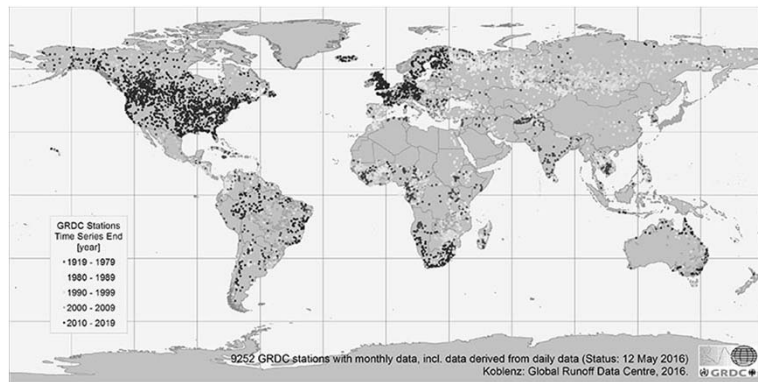 GRDC Stations
Time Series End
[year]
1919 - 1979
1980 - 1989
1990 - 1999
2000 - 2009
2010 - 2019
9252 GRDC stations with monthly data, incl. data derived from daily data (Status: 12 May 2016)
Koblenz: Global Runoff Data Centre, 2016.
GRDC